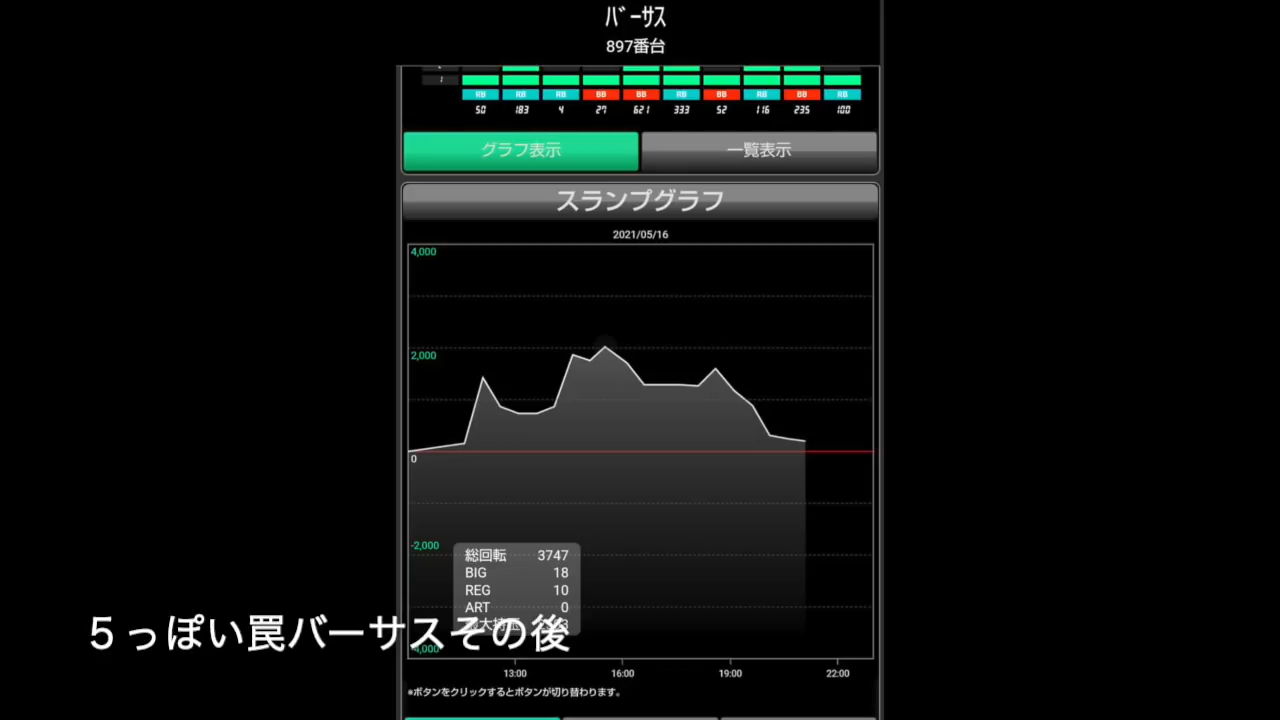 バーサス
897番台
1
RB RB RB BB BB RB BB RB BB RB
50 183 4 27 621 333 52 116 235 100
グラフ表示 一覧表示
スランプグラフ
2021/05/16
4,000
2,000
0
-2,000
総回転 3747
BIG 18
REG 10
ART 0
5っぽい罠バーサスその後
-4,000
13:00 16:00 19:00 22:00
※ボタンをクリックするとボタンが切り替わります。